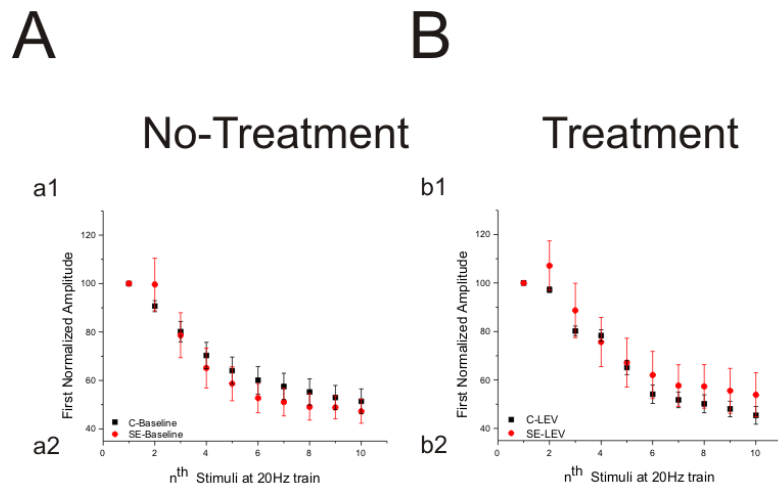 A
B
No-Treatment
Treatment
a1
b1
First Normalized Amplitude
100
80
60
40
0
2
4
6
8
10
C-Baseline
SE-Baseline
nth Stimuli at 20Hz train
a2
First Normalized Amplitude
100
80
60
40
0
2
4
6
8
10
C-LEV
SE-LEV
nth Stimuli at 20Hz train
b2